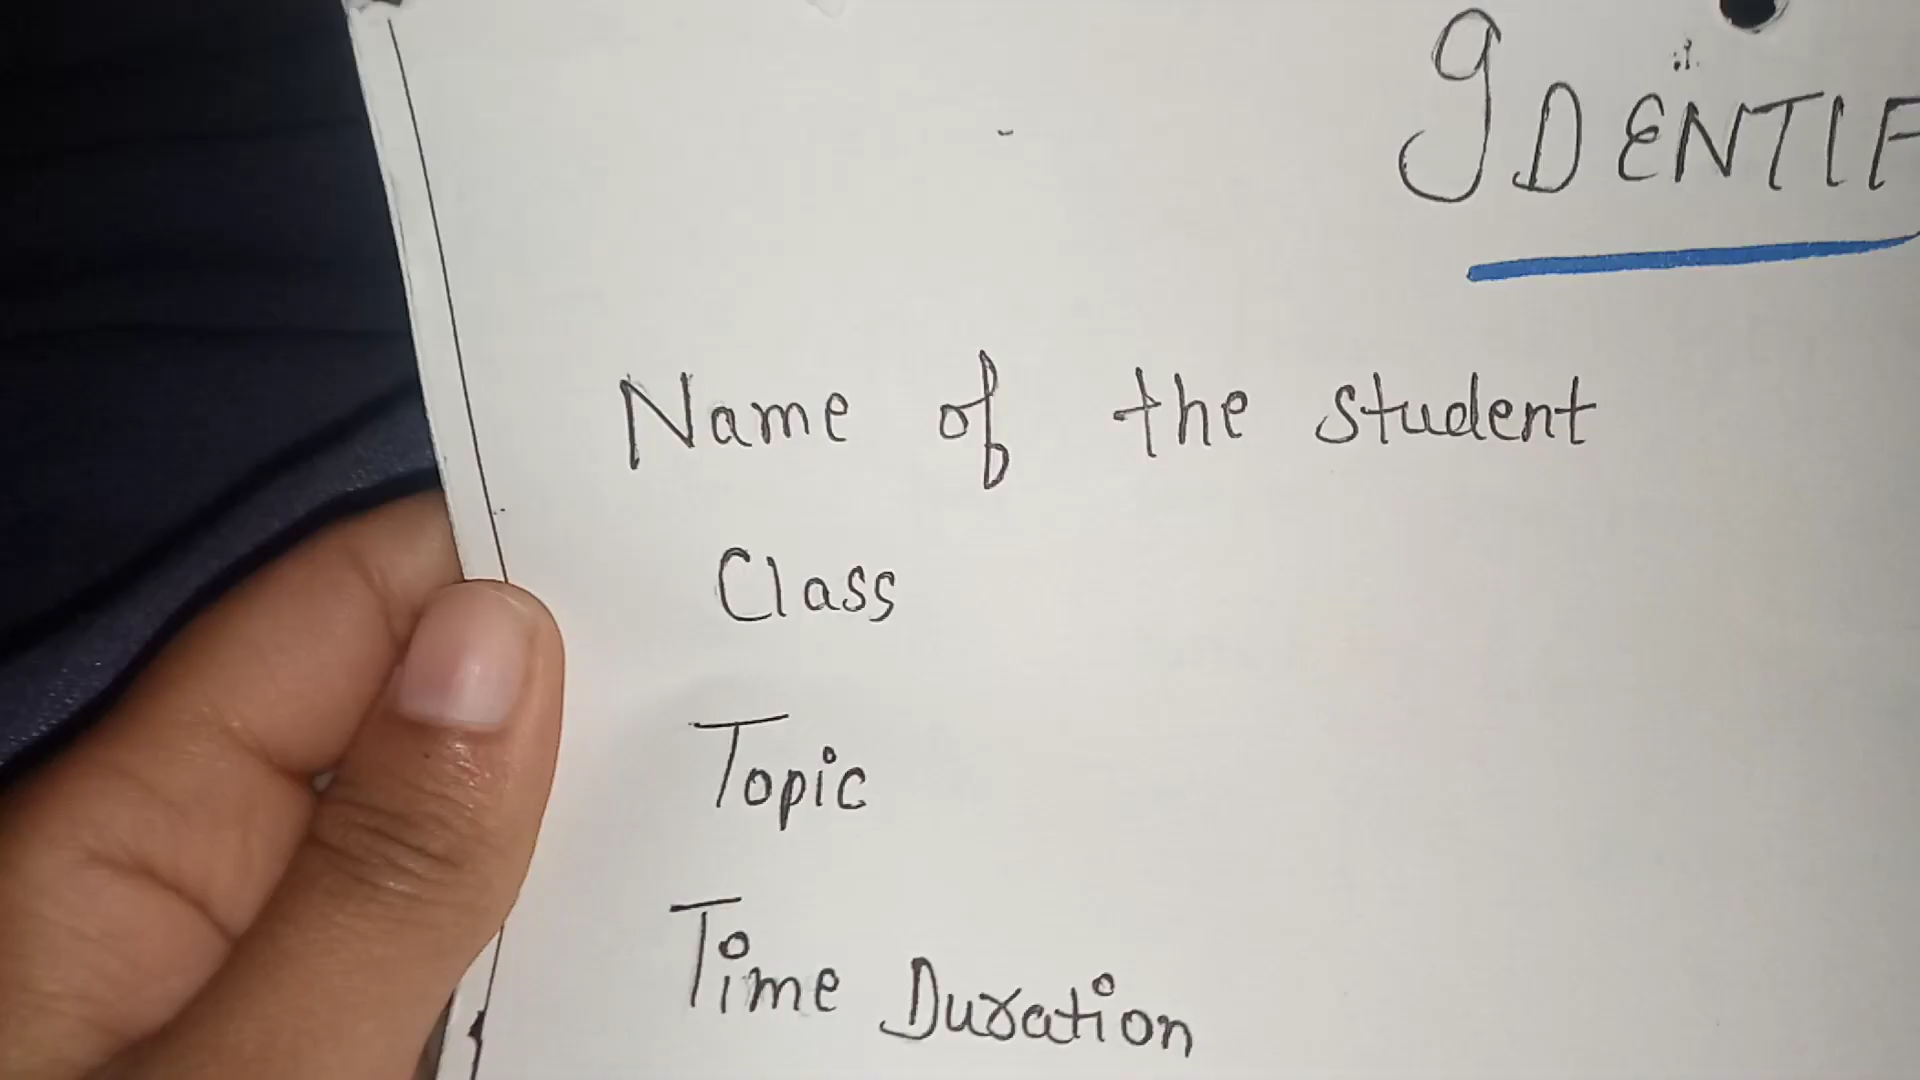 IDENTIF
Name of the student
Class
Topic
Time Duration